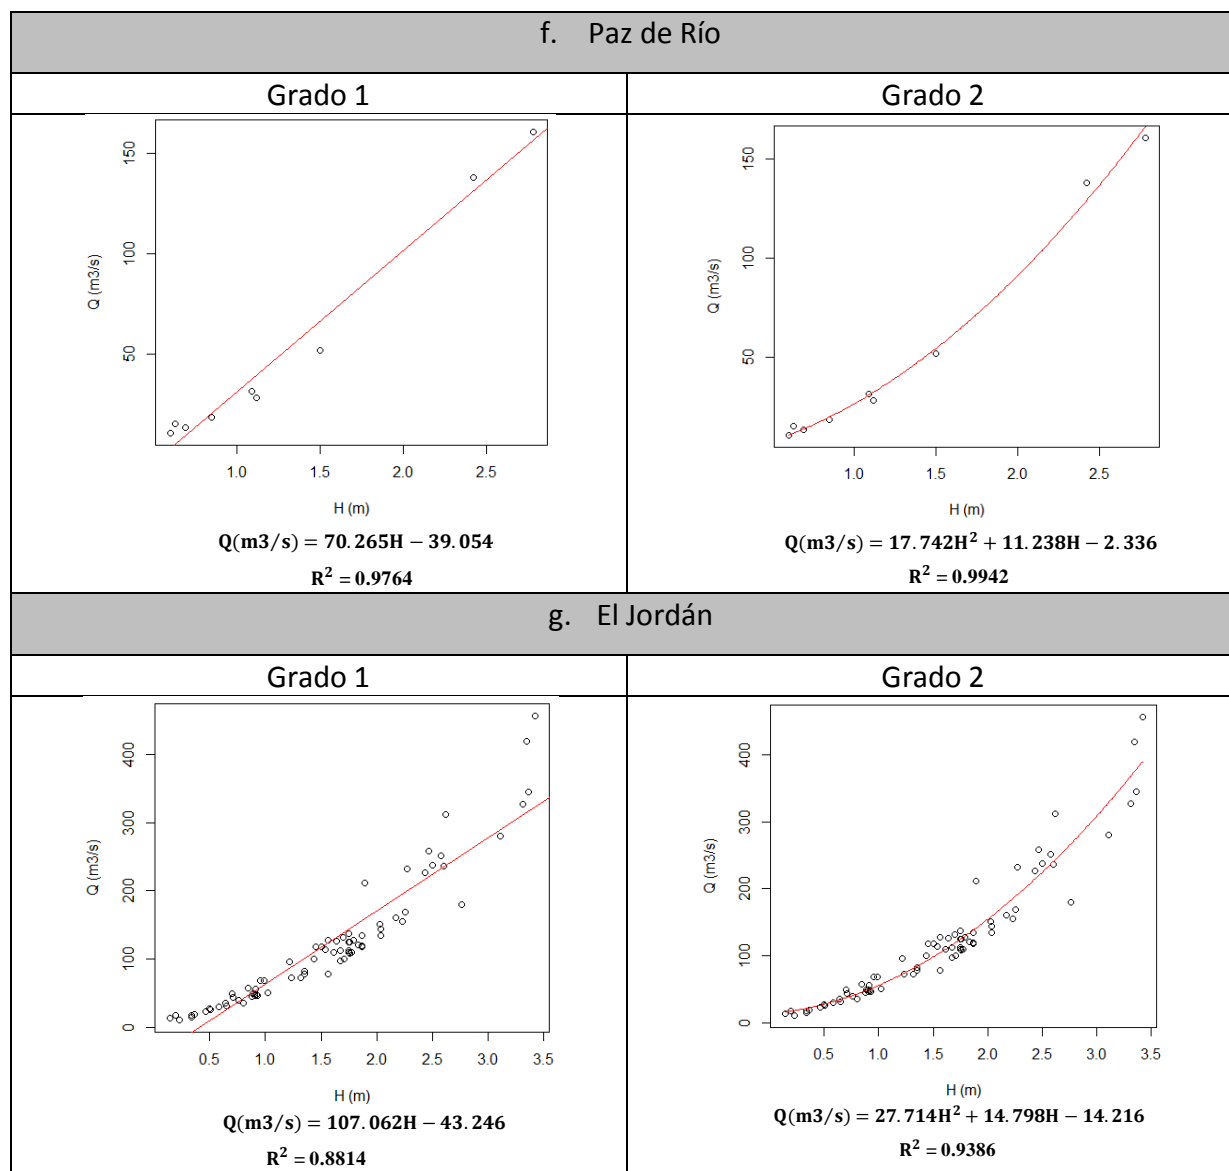 f. Paz de Río
Grado 1
Grado 2
150
100
50
Q (m3/s)
1.0 1.5 2.0 2.5
H (m)
Q(m3/s) = 70.265H − 39.054
R² = 0.9764
150
100
50
Q (m3/s)
1.0 1.5 2.0 2.5
H (m)
Q(m3/s) = 17.742H² + 11.238H − 2.336
R² = 0.9942
g. El Jordán
Grado 1
Grado 2
400
300
200
100
0
Q (m3/s)
0.5 1.0 1.5 2.0 2.5 3.0 3.5
H (m)
Q(m3/s) = 107.062H − 43.246
R² = 0.8814
400
300
200
100
0
Q (m3/s)
0.5 1.0 1.5 2.0 2.5 3.0 3.5
H (m)
Q(m3/s) = 27.714H² + 14.798H − 14.216
R² = 0.9386